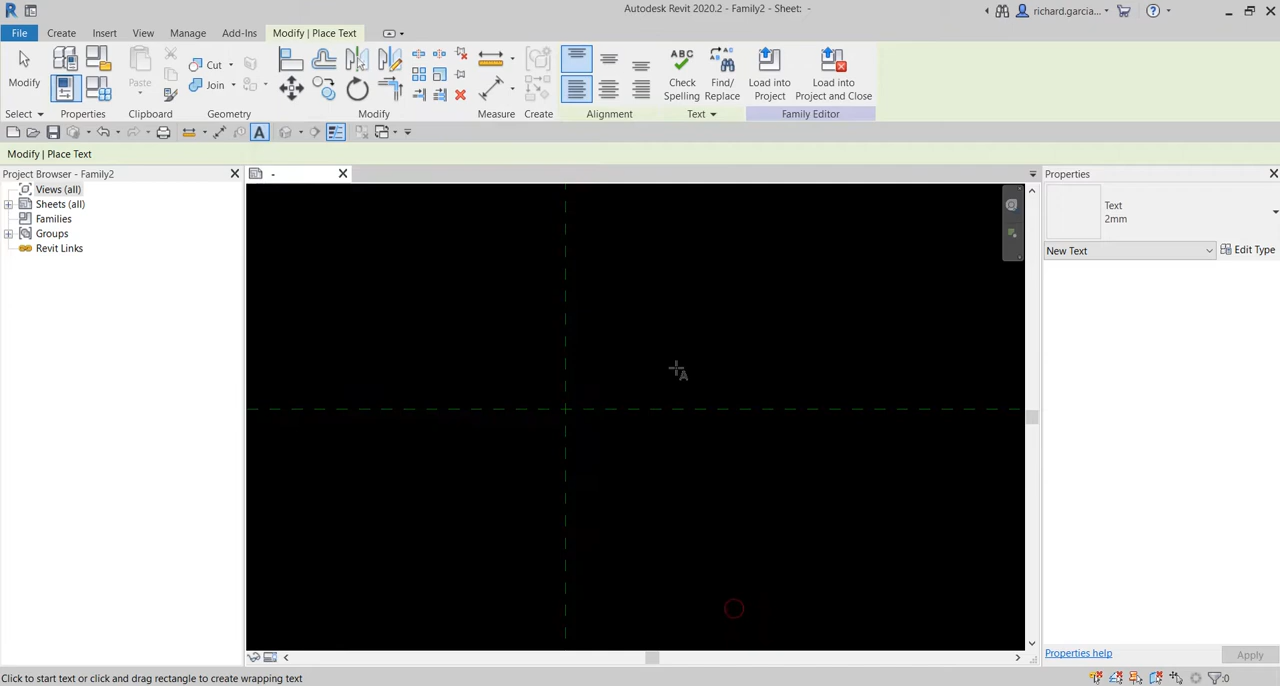 Autodesk Revit 2020.2 - Family2 - Sheet: -
richard.garcia...
File Create Insert View Manage Add-Ins Modify | Place Text
Modify
Paste
Cut
Join
Check Spelling
Find/ Replace
Load into Project
Load into Project and Close
Select Properties Clipboard Geometry Modify Measure Create Alignment Text Family Editor
Modify | Place Text
Project Browser - Family2
-
Properties
Views (all)
Sheets (all)
Families
Groups
Revit Links
Text
2mm
New Text
Edit Type
A
Properties help
Apply
Click to start text or click and drag rectangle to create wrapping text
:0